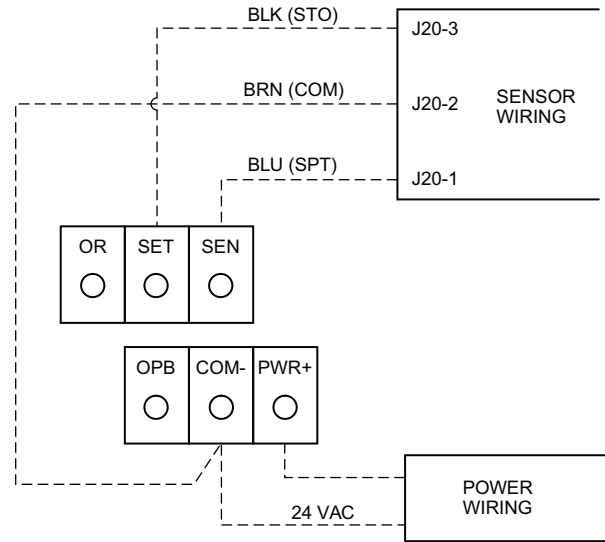 BLK (STO)
J20-3
BRN (COM)
J20-2
SENSOR
WIRING
BLU (SPT)
J20-1
OR
SET
SEN
OPB
COM-
PWR+
POWER
WIRING
24 VAC